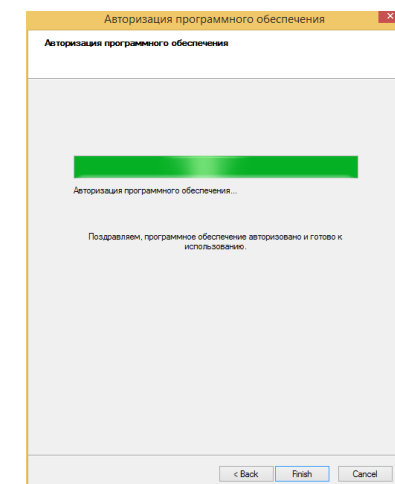 Авторизация программного обеспечения
Авторизация программного обеспечения
Авторизация программного обеспечения...
Поздравляем, программное обеспечение авторизовано и готово к
использованию.
< Back Finish Cancel